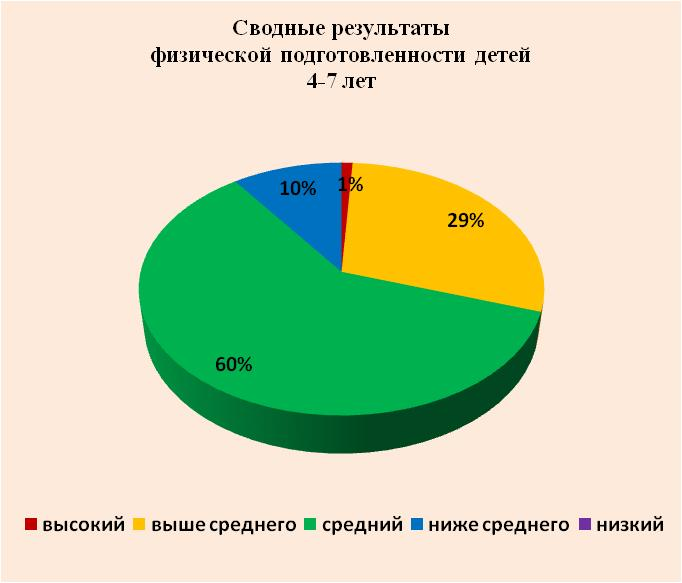 Сводные результаты
физической подготовленности детей
4-7 лет
10%
1%
29%
60%
высокий выше среднего средний ниже среднего низкий